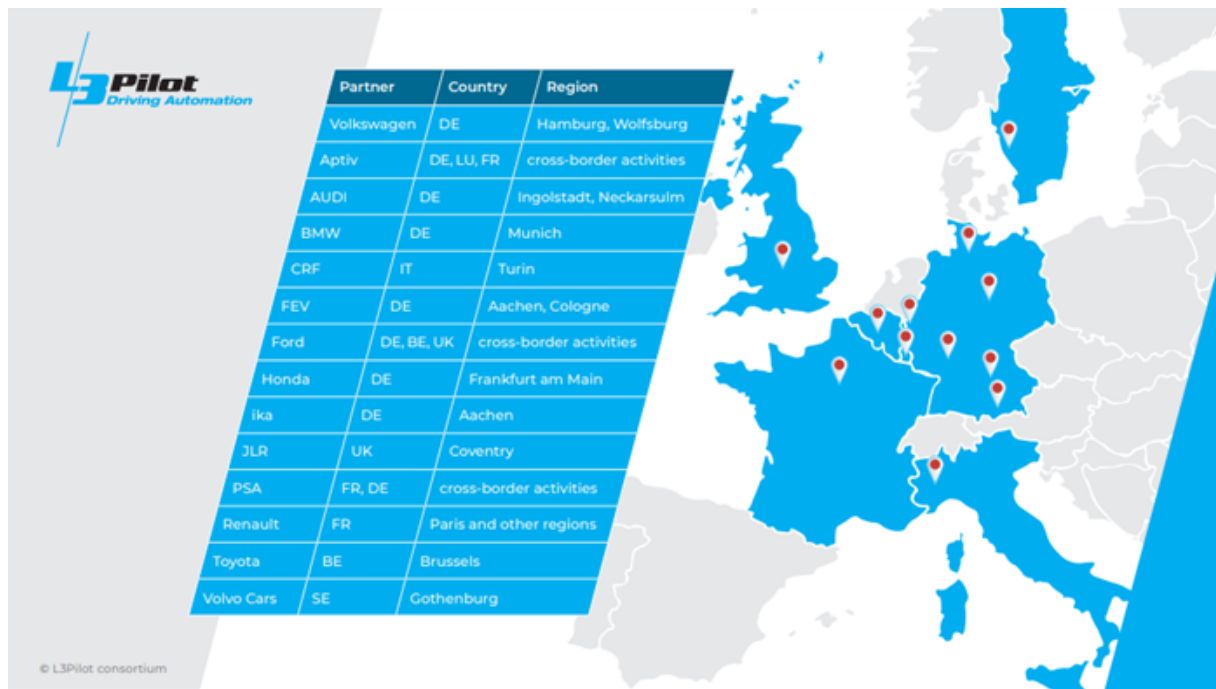 L3Pilot
Driving Automation
Partner Country Region
Volkswagen DE Hamburg, Wolfsburg
Aptiv DE, LU, FR cross-border activities
AUDI DE Ingolstadt, Neckarsulm
BMW DE Munich
CRF IT Turin
FEV DE Aachen, Cologne
Ford DE, BE, UK cross-border activities
Honda DE Frankfurt am Main
ika DE Aachen
JLR UK Coventry
PSA FR, DE cross-border activities
Renault FR Paris and other regions
Toyota BE Brussels
Volvo Cars SE Gothenburg
© L3Pilot consortium